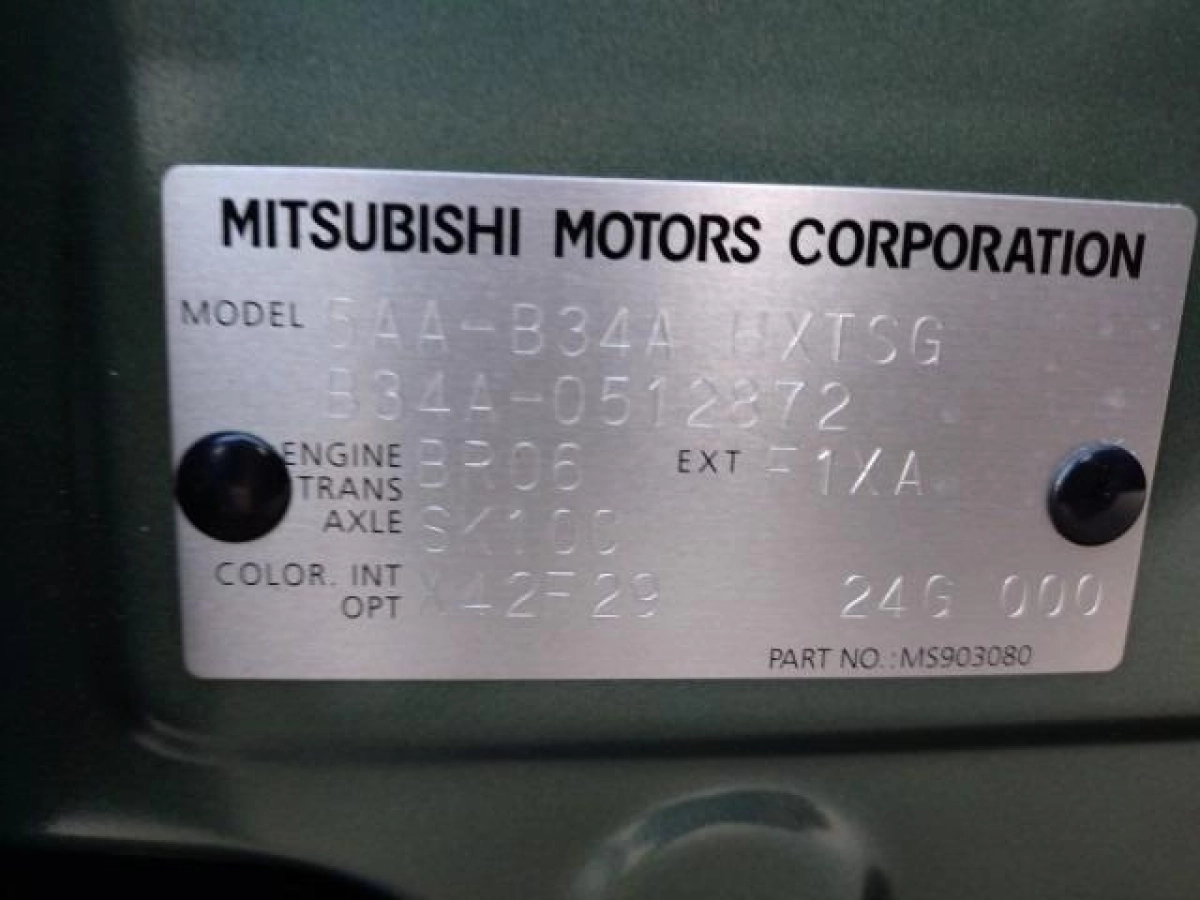 MITSUBISHI MOTORS CORPORATION
MODEL 5AA-B34A HXTSG
B34A-0512872
ENGINE BR06 EXT F1XA
TRANS
AXLE SK10C
COLOR. INT
OPT X42F29 24G 000
PART NO.:MS903080